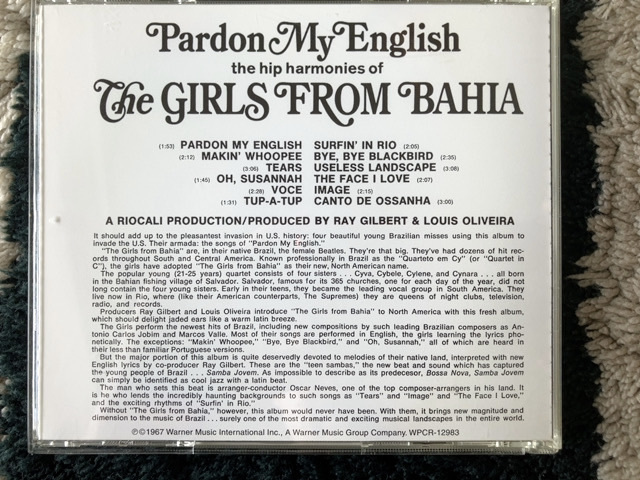 Pardon My English
the hip harmonies of
The GIRLS FROM BAHIA
(1:53) PARDON MY ENGLISH SURFIN' IN RIO (2:05)
(2:12) MAKIN' WHOOPEE BYE, BYE BLACKBIRD (2:35)
(3:06) TEARS USELESS LANDSCAPE (3:08)
(1:45) OH, SUSANNAH THE FACE I LOVE (2:07)
(2:28) VOCE IMAGE (2:15)
(1:31) TUP-A-TUP CANTO DE OSSANHA (3:00)
A RIOCALI PRODUCTION/PRODUCED BY RAY GILBERT & LOUIS OLIVEIRA
It should add up to the pleasantest invasion in U.S. history: four beautiful young Brazilian misses using this album to
invade the U.S. Their armada: the songs of "Pardon My English."
"The Girls from Bahia" are, in their native Brazil, the female Beatles. They're that big. They've had dozens of hit rec-
ords throughout South and Central America. Known professionally in Brazil as the "Quarteto em Cy" (or "Quartet in
C"), the girls have adopted "The Girls from Bahia" as their new, North American name.
The popular young (21-25 years) quartet consists of four sisters . . . Cyva, Cybele, Cylene, and Cynara . . . all born
in the Bahian fishing village of Salvador. Salvador, famous for its 365 churches, one for each day of the year, did not
long contain the four young sisters. Early in their teens, they became the leading vocal group in South America. They
live now in Rio, where (like their American counterparts, The Supremes) they are queens of night clubs, television,
radio, and records.
Producers Ray Gilbert and Louis Oliveira introduce "The Girls from Bahia" to North America with this fresh album,
which should delight jaded ears like a warm latin breeze.
The Girls perform the newest hits of Brazil, including new compositions by such leading Brazilian composers as An-
tonio Carlos Jobim and Marcos Valle. Most of their songs are performed in English, the girls learning the lyrics pho-
netically. The exceptions: "Makin' Whoopee," "Bye, Bye Blackbird," and "Oh, Susannah," all of which are heard in
their less than familiar Portuguese versions.
But the major portion of this album is quite deservedly devoted to melodies of their native land, interpreted with new
English lyrics by co-producer Ray Gilbert. These are the "teen sambas," the new beat and sound which has captured
the young people of Brazil . . . Samba Jovem. As impossible to describe as its predecessor, Bossa Nova, Samba Jovem
can simply be identified as cool jazz with a latin beat.
The man who sets this beat is arranger-conductor Oscar Neves, one of the top composer-arrangers in his land. It
is he who lends the incredibly haunting backgrounds to such songs as "Tears" and "Image" and "The Face I Love,"
and the exciting rhythms of "Surfin' in Rio."
Without "The Girls from Bahia," however, this album would never have been. With them, it brings new magnitude and
dimension to the music of Brazil . . . surely one of the most dramatic and exciting musical landscapes in the entire world.
℗©1967 Warner Music International Inc., A Warner Music Group Company. WPCR-12983